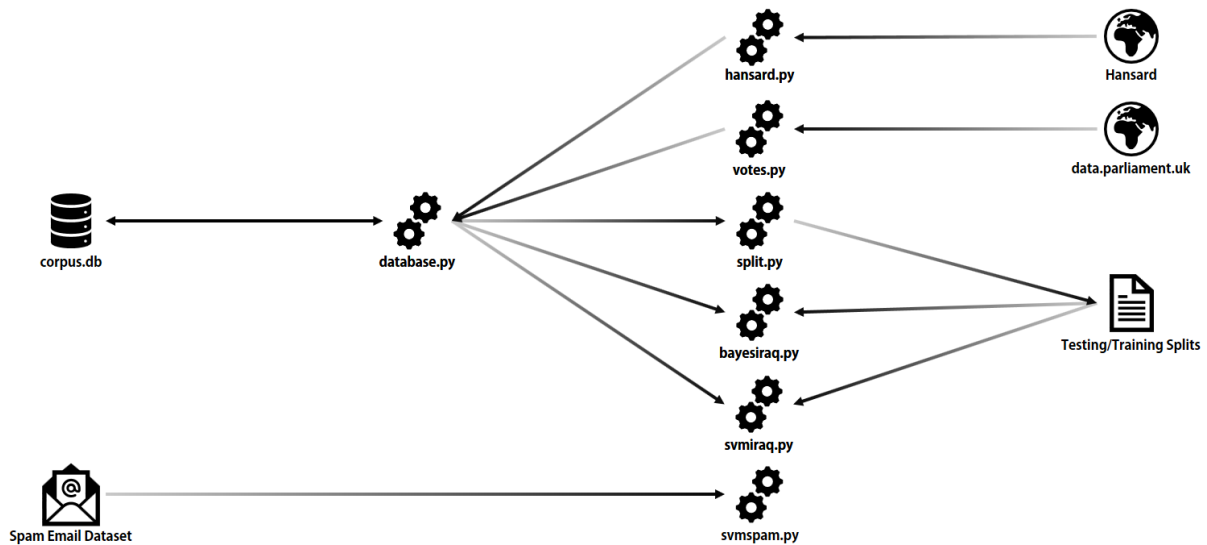 hansard.py
Hansard
votes.py
data.parliament.uk
corpus.db
database.py
split.py
bayesiraq.py
Testing/Training Splits
svmiraq.py
@
Spam Email Dataset
svmspam.py